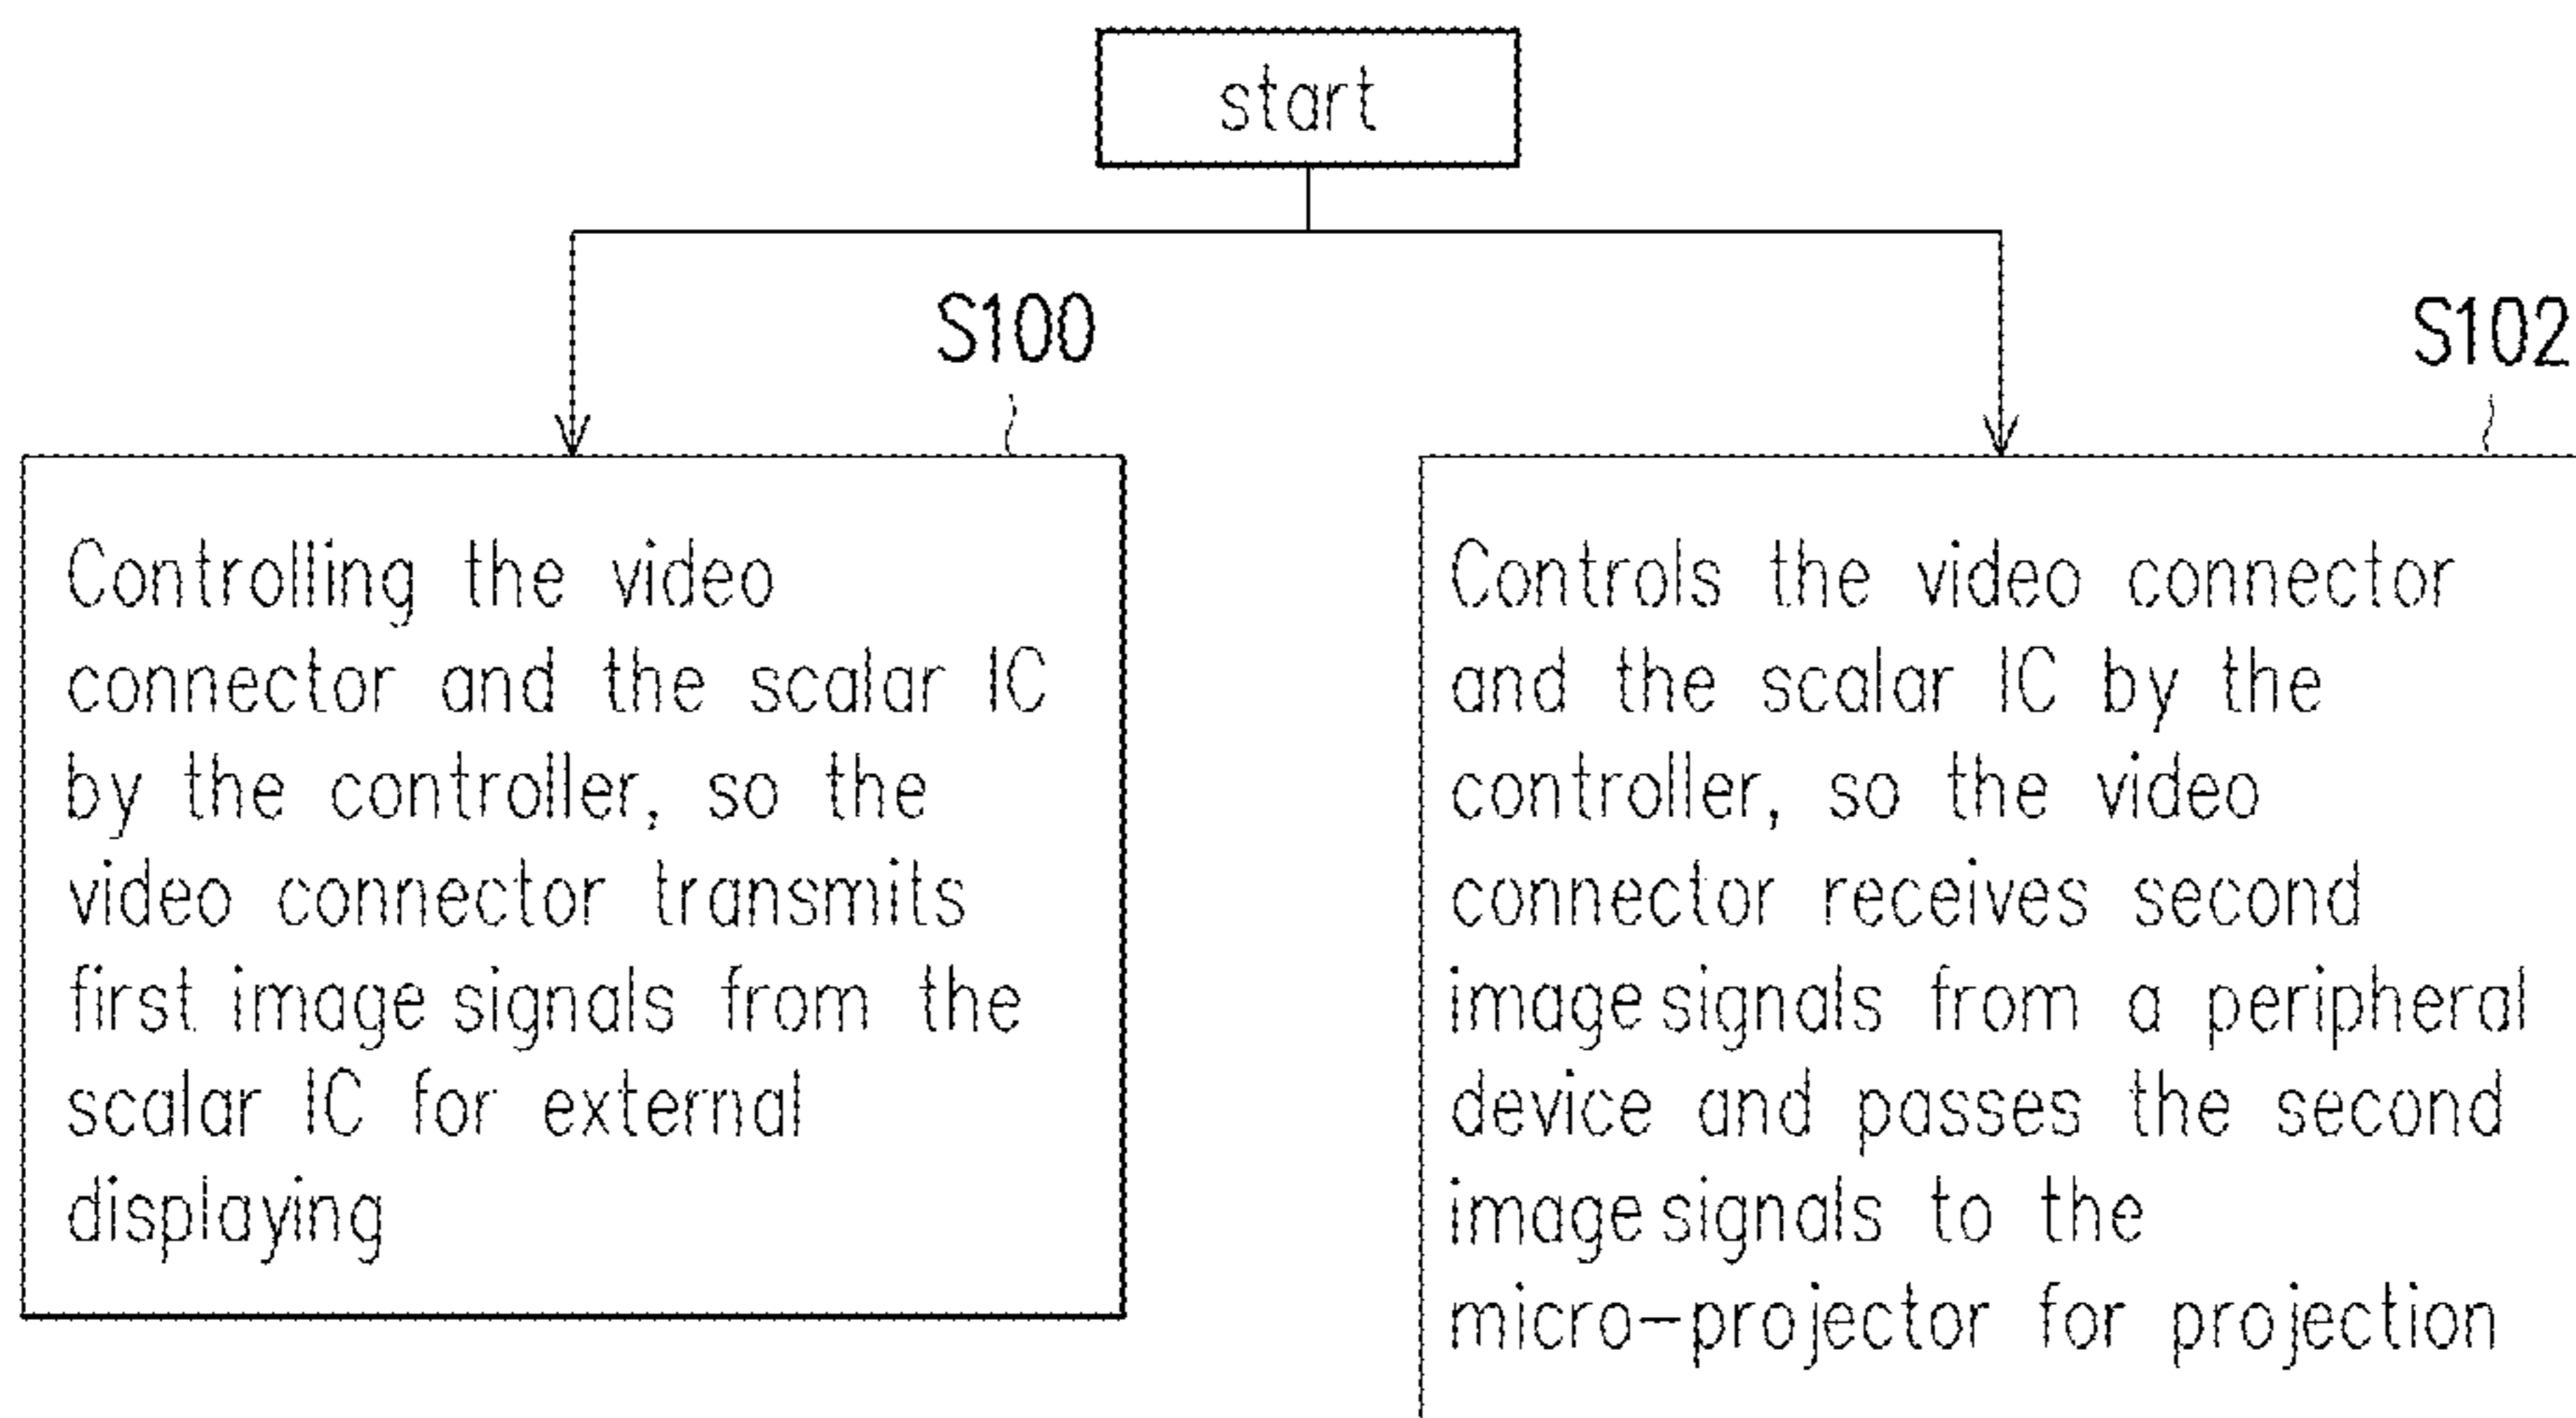 start
S100
Controlling the video
connector and the scalar IC
by the controller, so the
video connector transmits
first image signals from the
scalar IC for external
displaying
S102
Controls the video connector
and the scalar IC by the
controller, so the video
connector receives second
image signals from a peripheral
device and passes the second
image signals to the
micro-projector for projection